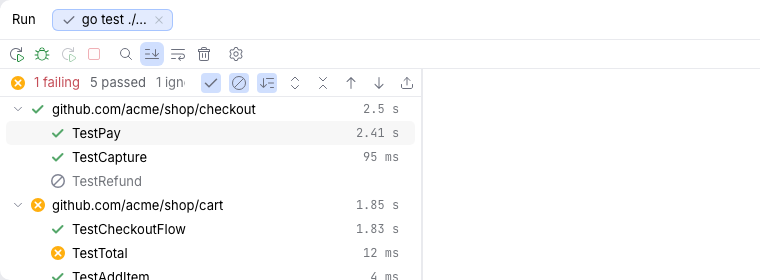 Run go test ./...
1 failing 5 passed 1 ign
github.com/acme/shop/checkout 2.5 s
TestPay 2.41 s
TestCapture 95 ms
TestRefund
github.com/acme/shop/cart 1.85 s
TestCheckoutFlow 1.83 s
TestTotal 12 ms
TestAddItem 4 ms